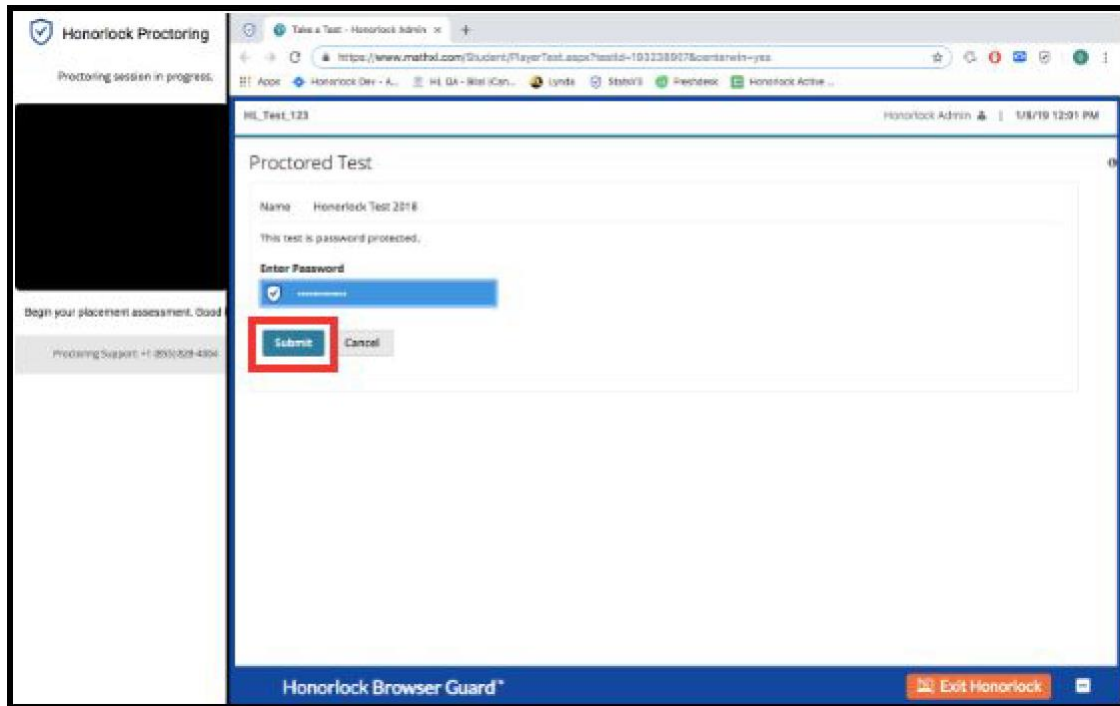 Honorlock Proctoring
Proctoring session in progress.
Begin your placement assessment. Good
Proctoring Support: +1 (855) 828-4004
Take a Test - Honorlock Admin
https://www.mathxl.com/Student/PlayerTest.aspx?testId=193238907&centerwin=yes
Apps Honorlock Dev - A... HL QA - Blist (Can... Lynda Freshdesk Honorlock Active ...
HL_Test_123
Honorlock Admin | 1/8/19 12:01 PM
Proctored Test
Name Honorlock Test 2018
This test is password protected.
Enter Password
Submit Cancel
Honorlock Browser Guard™
Exit Honorlock